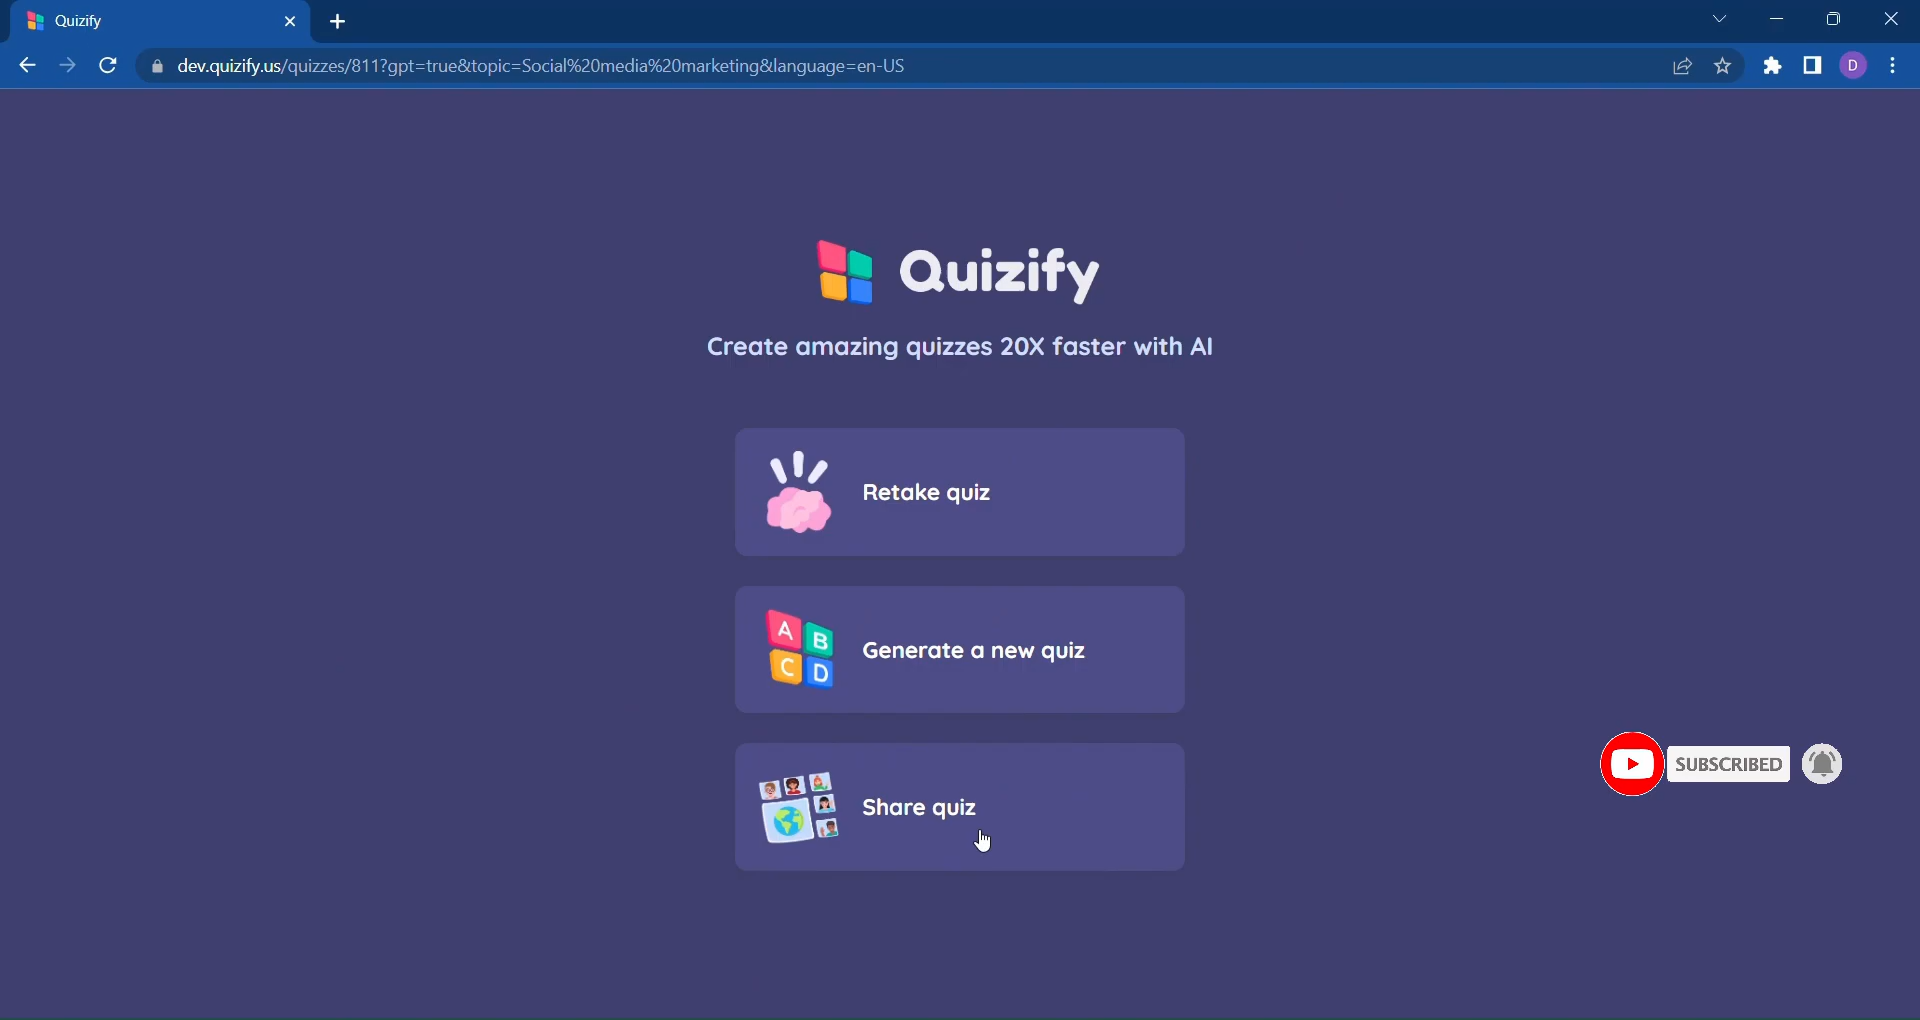 Quizify
dev.quizify.us/quizzes/811?gpt=true&topic=Social%20media%20marketing&language=en-US
D
Quizify
Create amazing quizzes 20X faster with AI
Retake quiz
A B
C D
Generate a new quiz
Share quiz
SUBSCRIBED